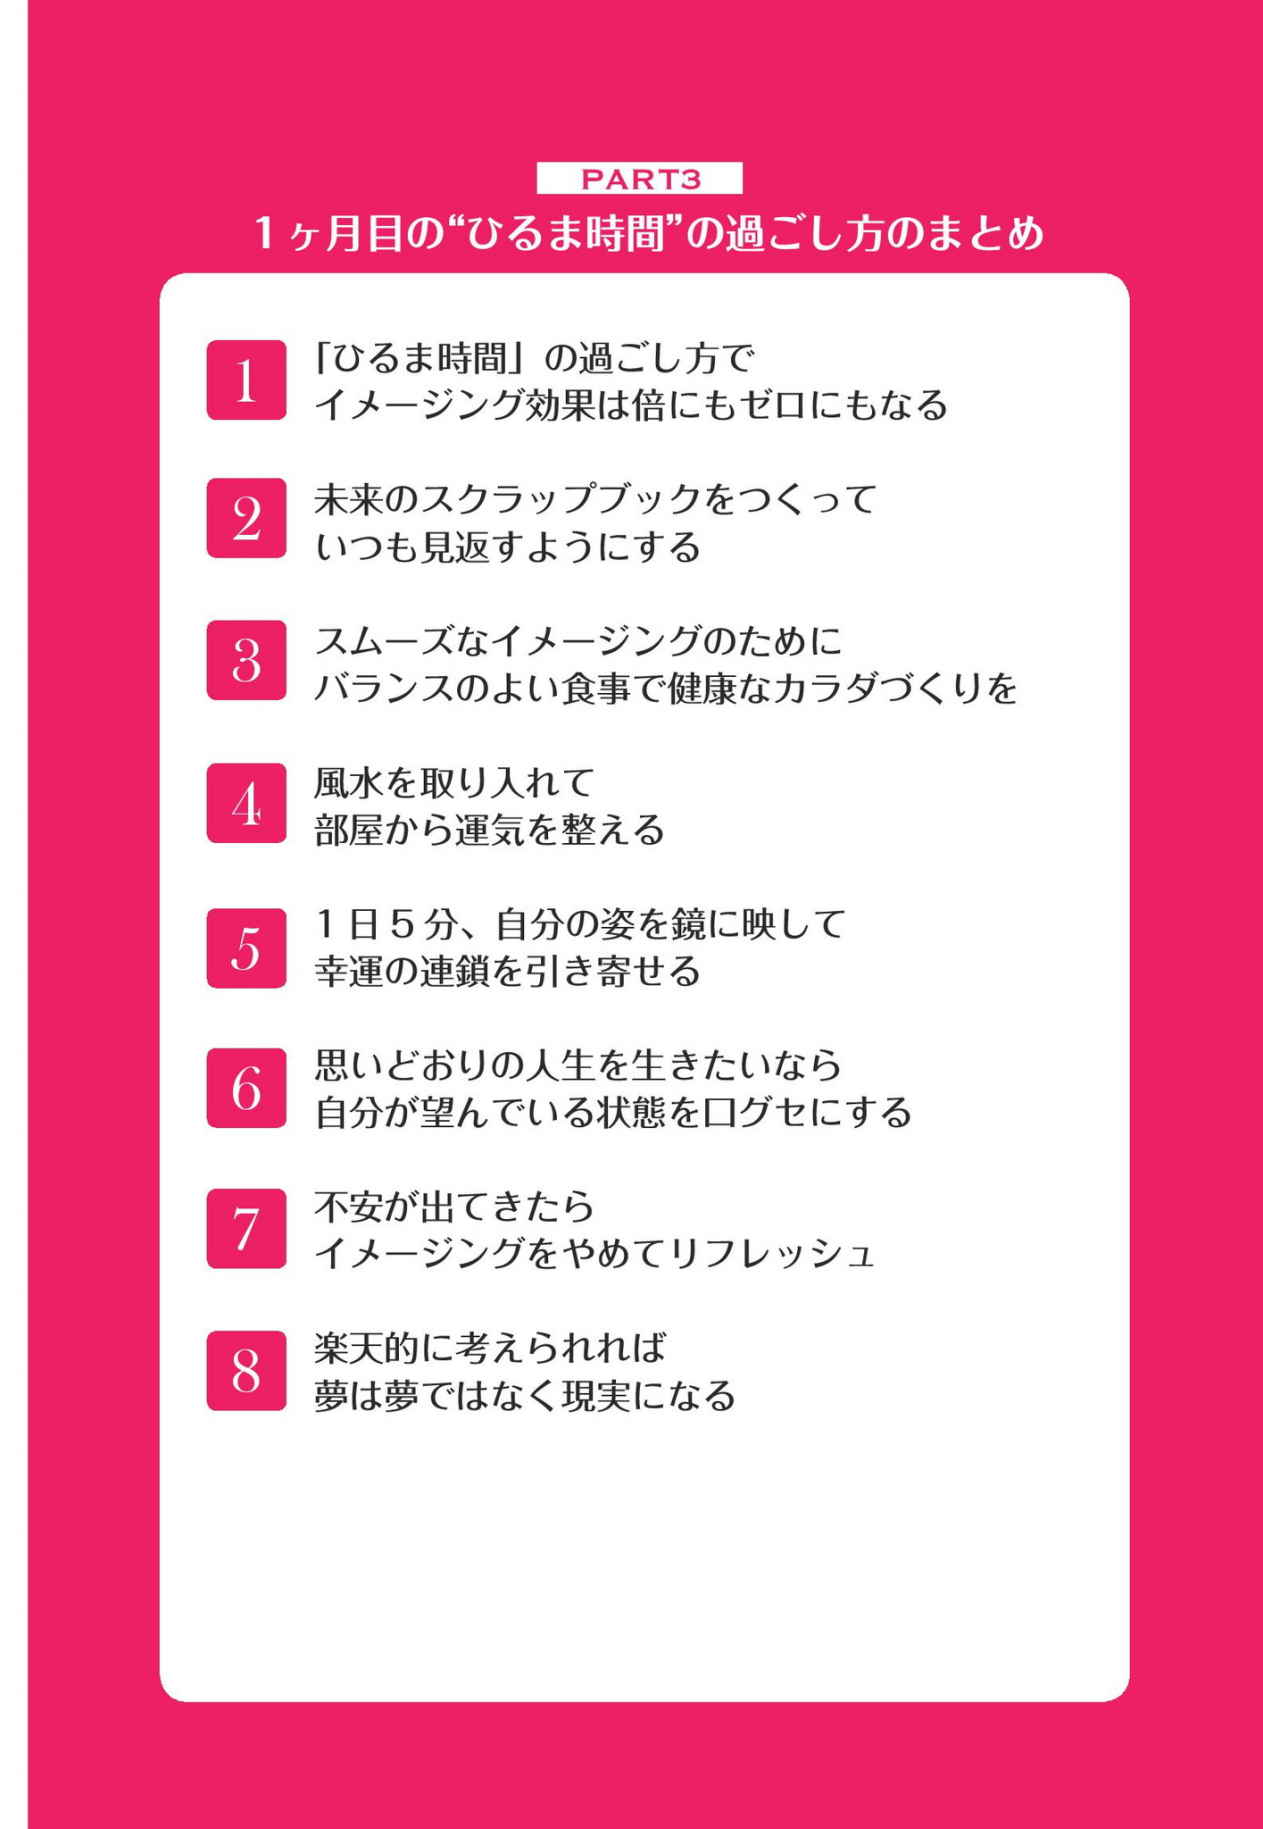 PART3
1ヶ月目の“ひるま時間”の過ごし方のまとめ
1
「ひるま時間」の過ごし方で
イメージング効果は倍にもゼロにもなる
2
未来のスクラップブックをつくって
いつも見返すようにする
3
スムーズなイメージングのために
バランスのよい食事で健康なカラダづくりを
4
風水を取り入れて
部屋から運気を整える
5
1日5分、自分の姿を鏡に映して
幸運の連鎖を引き寄せる
6
思いどおりの人生を生きたいなら
自分が望んでいる状態を口グセにする
7
不安が出てきたら
イメージングをやめてリフレッシュ
8
楽天的に考えられれば
夢は夢ではなく現実になる